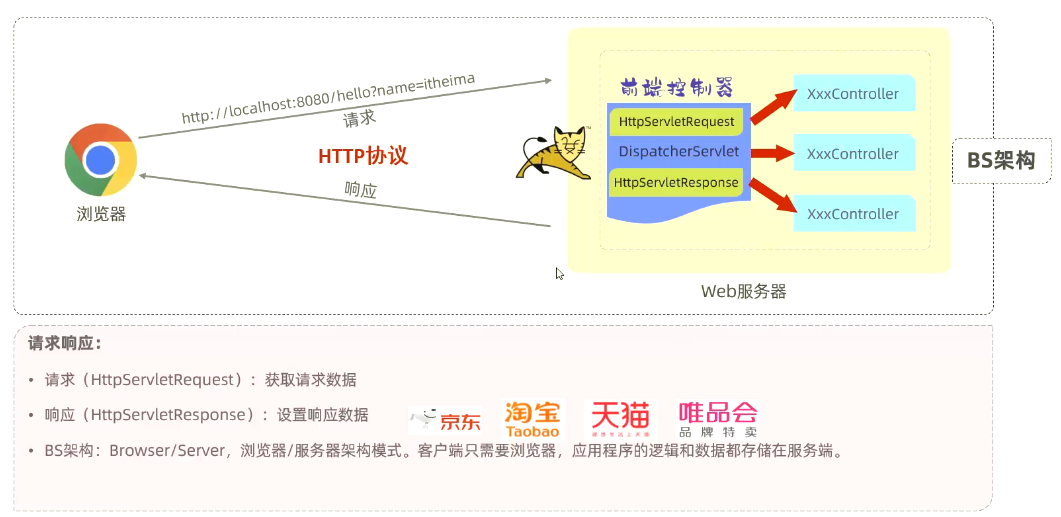 http://localhost:8080/hello?name=itheima
请求
HTTP协议
响应
浏览器
前端控制器
HttpServletRequest
DispatcherServlet
HttpServletResponse
XxxController
XxxController
XxxController
BS架构
Web服务器
请求响应：
• 请求（HttpServletRequest）：获取请求数据
• 响应（HttpServletResponse）：设置响应数据
京东
淘宝
Taobao
天猫
唯品会
品牌特卖
• BS架构：Browser/Server，浏览器/服务器架构模式。客户端只需要浏览器，应用程序的逻辑和数据都存储在服务端。